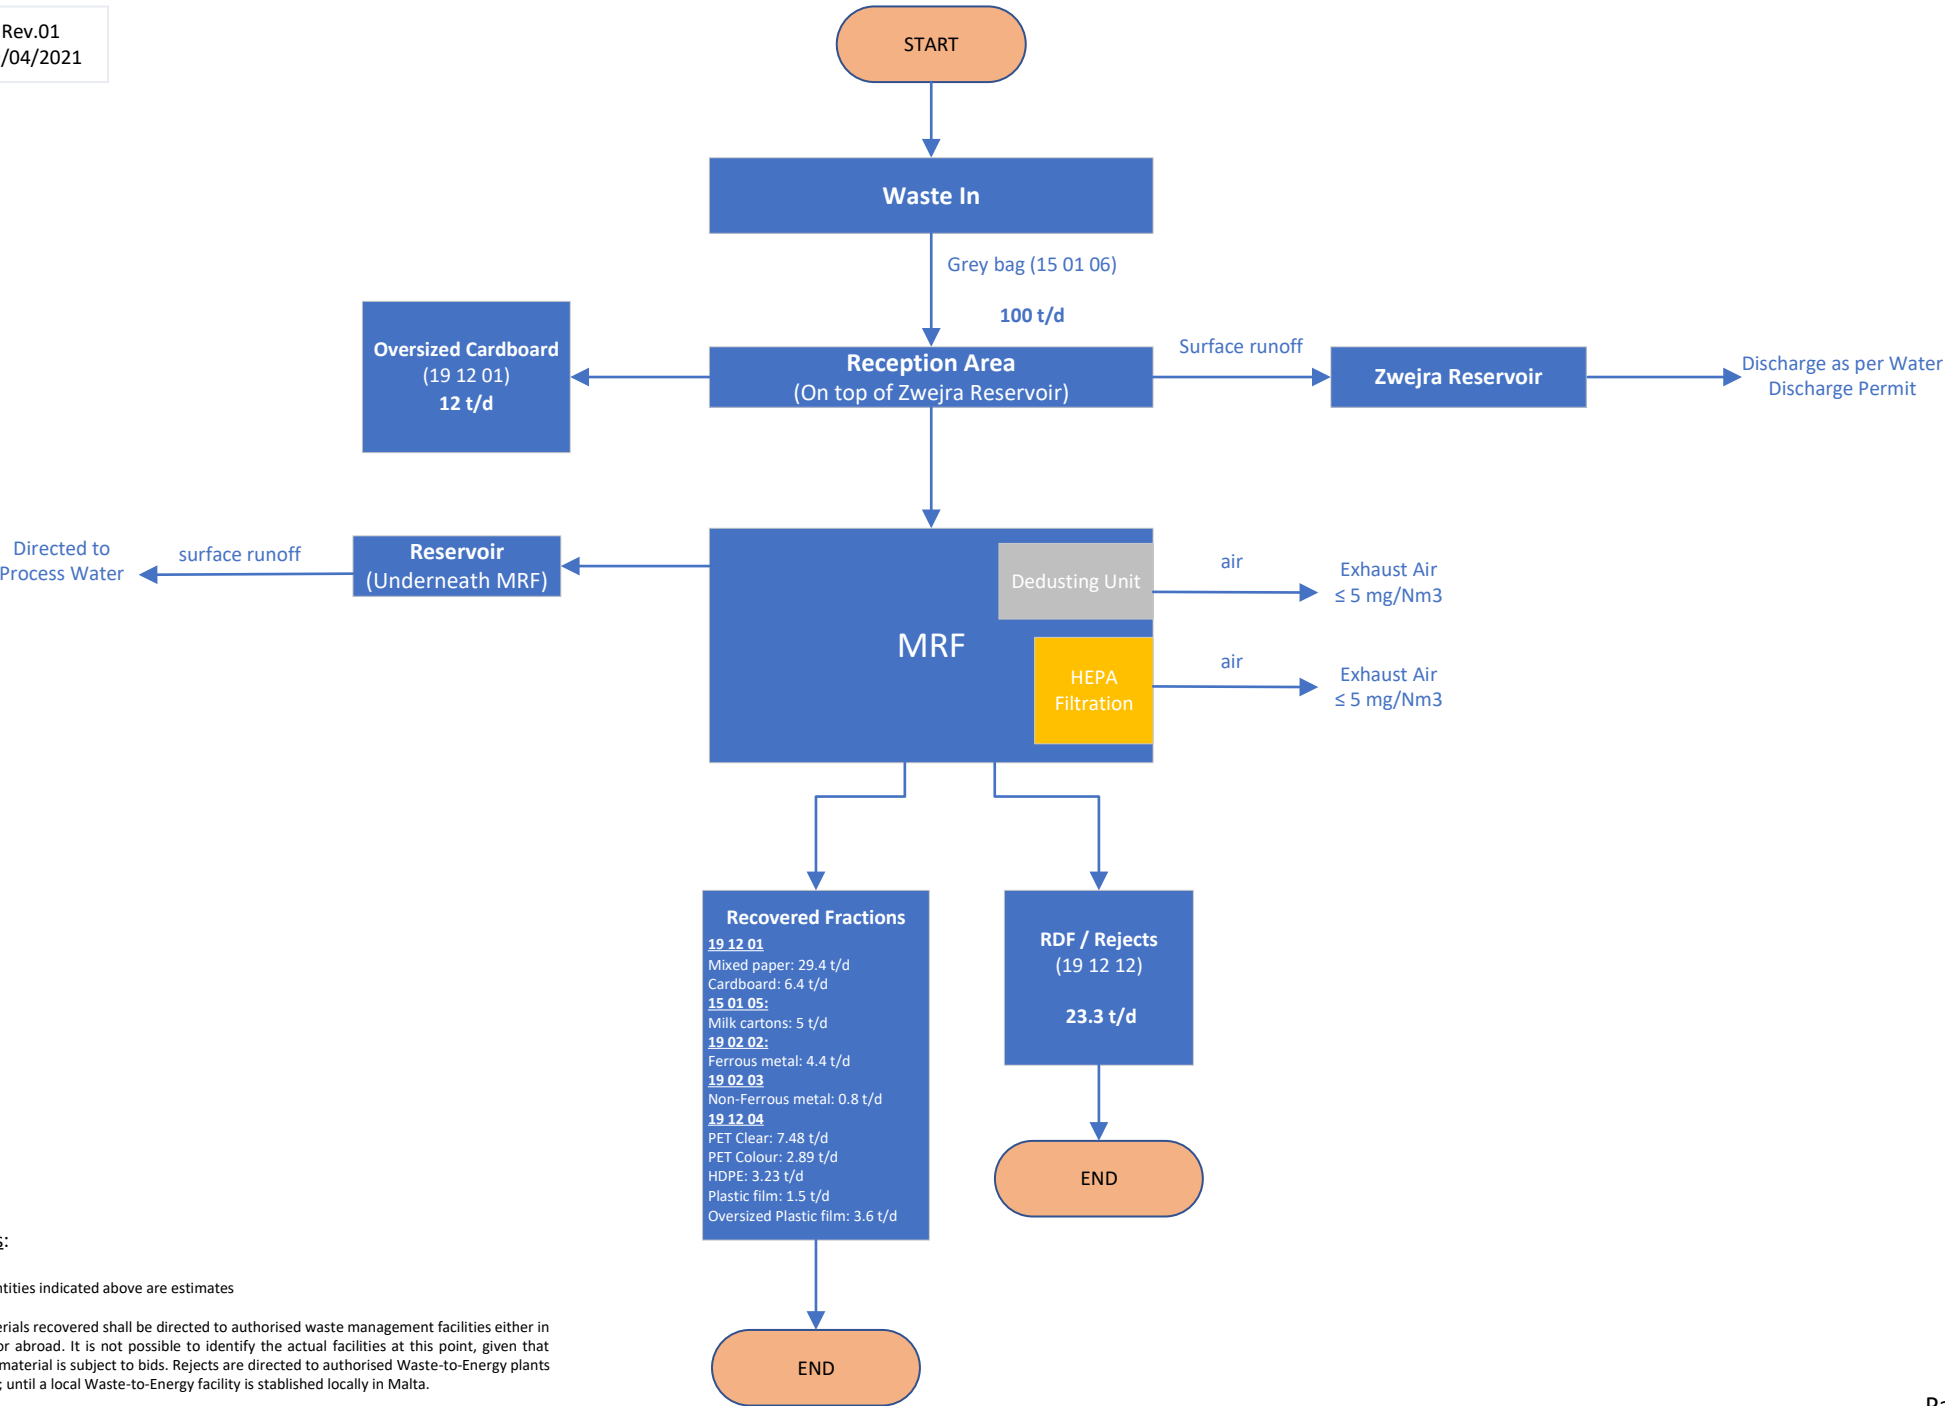 Rev.01
/04/2021
START
Waste In
Grey bag (15 01 06)
100 t/d
Oversized Cardboard
(19 12 01)
12 t/d
Reception Area
(On top of Zwejra Reservoir)
Surface runoff
Zwejra Reservoir
Discharge as per Water
Discharge Permit
Directed to
Process Water
surface runoff
Reservoir
(Underneath MRF)
MRF
Dedusting Unit
air
Exhaust Air
≤ 5 mg/Nm3
HEPA
Filtration
air
Exhaust Air
≤ 5 mg/Nm3
Recovered Fractions
19 12 01
Mixed paper: 29.4 t/d
Cardboard: 6.4 t/d
15 01 05:
Milk cartons: 5 t/d
19 02 02:
Ferrous metal: 4.4 t/d
19 02 03
Non-Ferrous metal: 0.8 t/d
19 12 04
PET Clear: 7.48 t/d
PET Colour: 2.89 t/d
HDPE: 3.23 t/d
Plastic film: 1.5 t/d
Oversized Plastic film: 3.6 t/d
RDF / Rejects
(19 12 12)
23.3 t/d
END
END
s:
ntities indicated above are estimates
erials recovered shall be directed to authorised waste management facilities either in
or abroad. It is not possible to identify the actual facilities at this point, given that
material is subject to bids. Rejects are directed to authorised Waste-to-Energy plants
; until a local Waste-to-Energy facility is stablished locally in Malta.